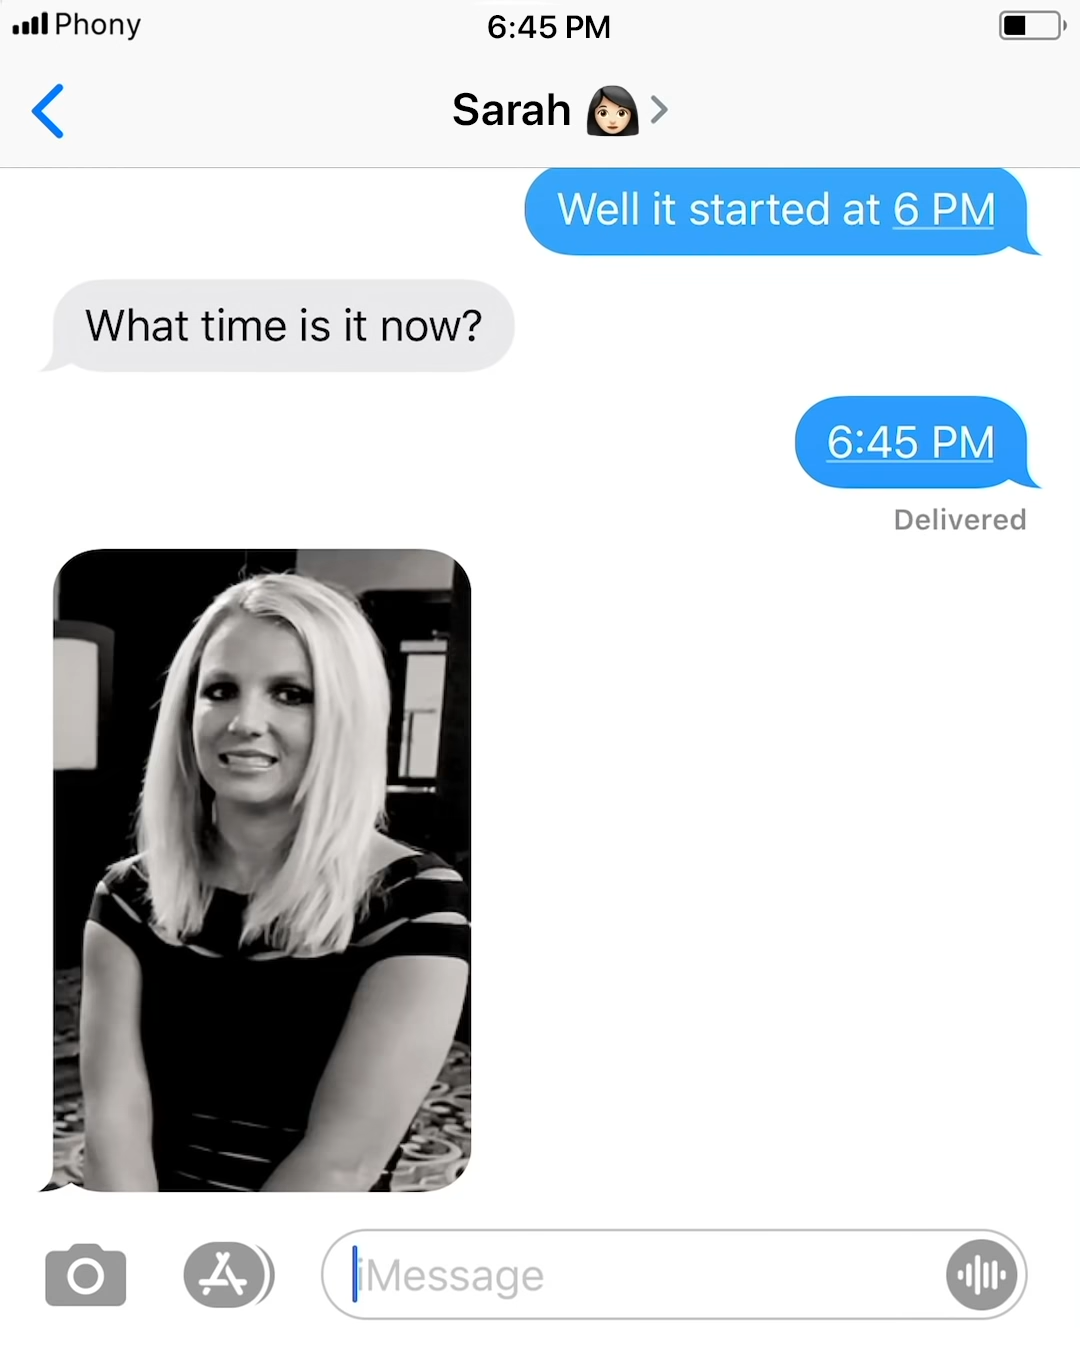 Phony
6:45 PM
Sarah
Well it started at 6 PM
What time is it now?
6:45 PM
Delivered
iMessage